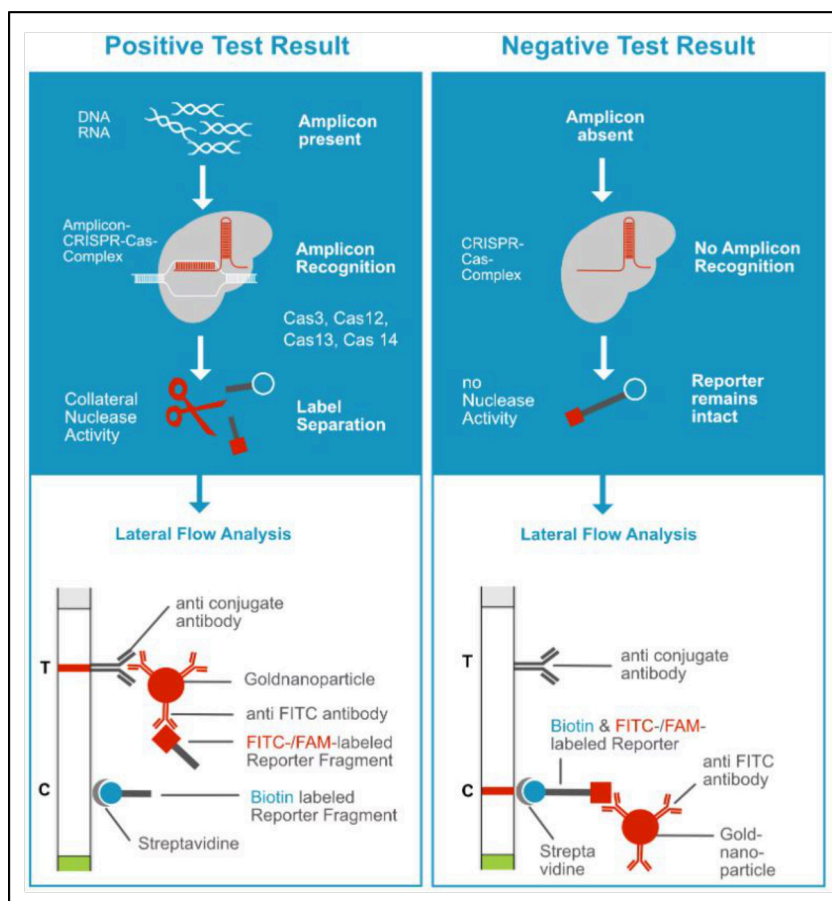 Positive Test Result
DNA
RNA
Amplicon
present
Amplicon-
CRISPR-Cas-
Complex
Amplicon
Recognition
Cas3, Cas12,
Cas13, Cas 14
Collateral
Nuclease
Activity
Label
Separation
Lateral Flow Analysis
anti conjugate
antibody
T
Goldnanoparticle
anti FITC antibody
FITC-/FAM-labeled
Reporter Fragment
C
Biotin labeled
Reporter Fragment
Streptavidine
Negative Test Result
Amplicon
absent
CRISPR-
Cas-
Complex
No Amplicon
Recognition
no
Nuclease
Activity
Reporter
remains
intact
Lateral Flow Analysis
T
anti conjugate
antibody
Biotin & FITC-/FAM-
labeled Reporter
anti FITC
antibody
C
Strepta
vidine
Gold-
nano-
particle